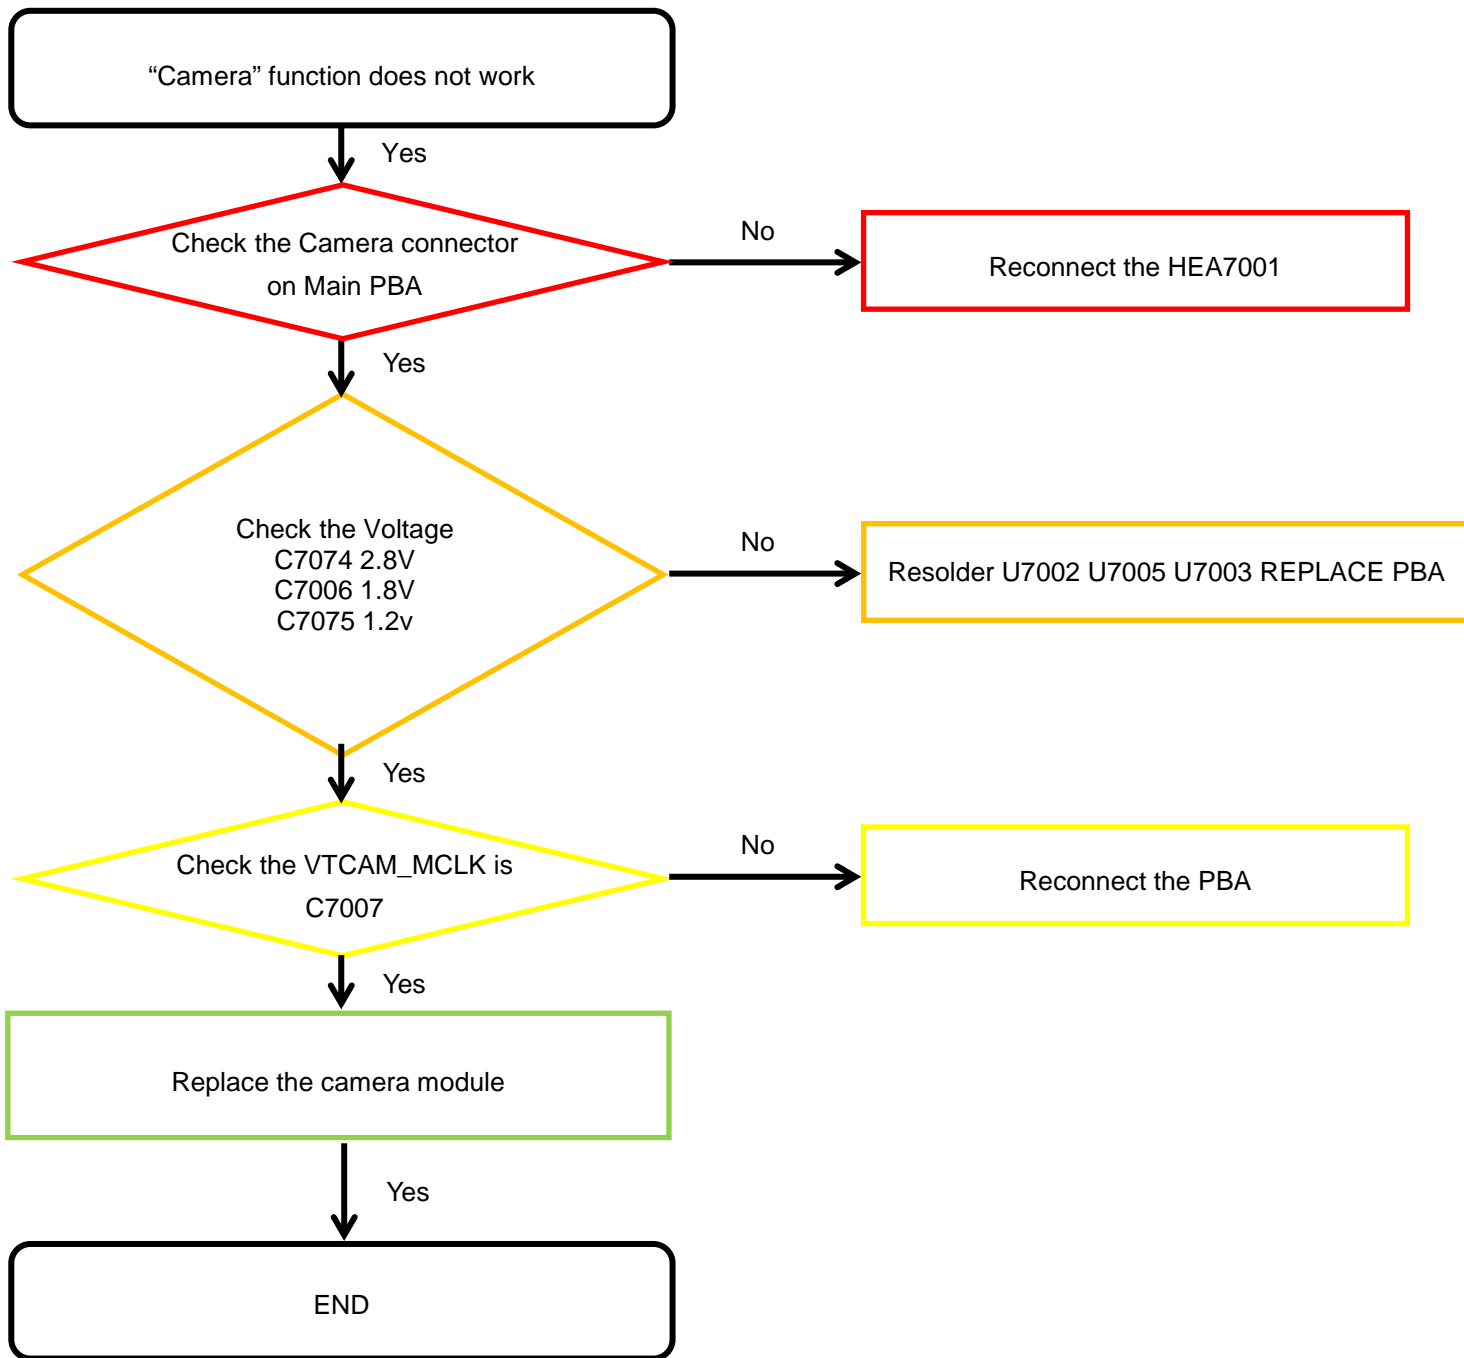 “Camera” function does not work
Yes
Check the Camera connector
on Main PBA
No
Reconnect the HEA7001
Yes
Check the Voltage
C7074 2.8V
C7006 1.8V
C7075 1.2v
No
Resolder U7002 U7005 U7003 REPLACE PBA
Yes
Check the VTCAM_MCLK is
C7007
No
Reconnect the PBA
Yes
Replace the camera module
Yes
END